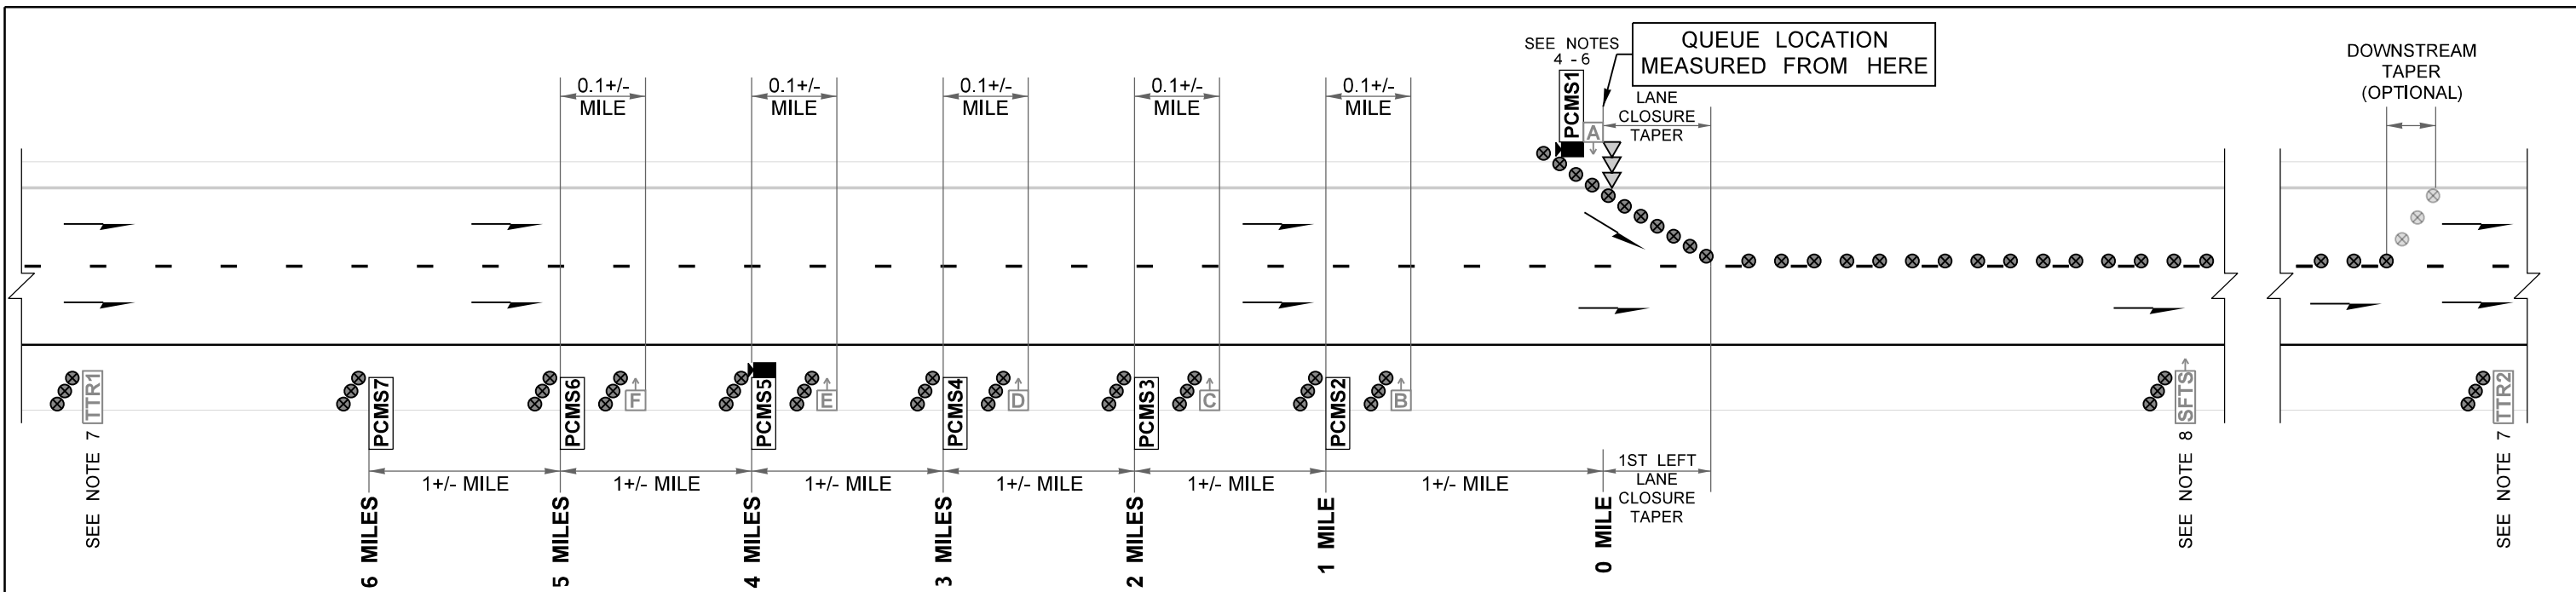 SEE NOTES
4 - 6
PCMS1
A
QUEUE LOCATION
MEASURED FROM HERE
LANE
CLOSURE
TAPER
DOWNSTREAM
TAPER
(OPTIONAL)
0.1+/-
MILE
0.1+/-
MILE
0.1+/-
MILE
0.1+/-
MILE
0.1+/-
MILE
TTR1
SEE NOTE 7
PCMS7
PCMS6
F
PCMS5
E
PCMS4
D
PCMS3
C
PCMS2
B
SFTS
SEE NOTE 8
TTR2
SEE NOTE 7
1+/- MILE
1+/- MILE
1+/- MILE
1+/- MILE
1+/- MILE
1+/- MILE
1ST LEFT
LANE
CLOSURE
TAPER
6 MILES
5 MILES
4 MILES
3 MILES
2 MILES
1 MILE
0 MILE